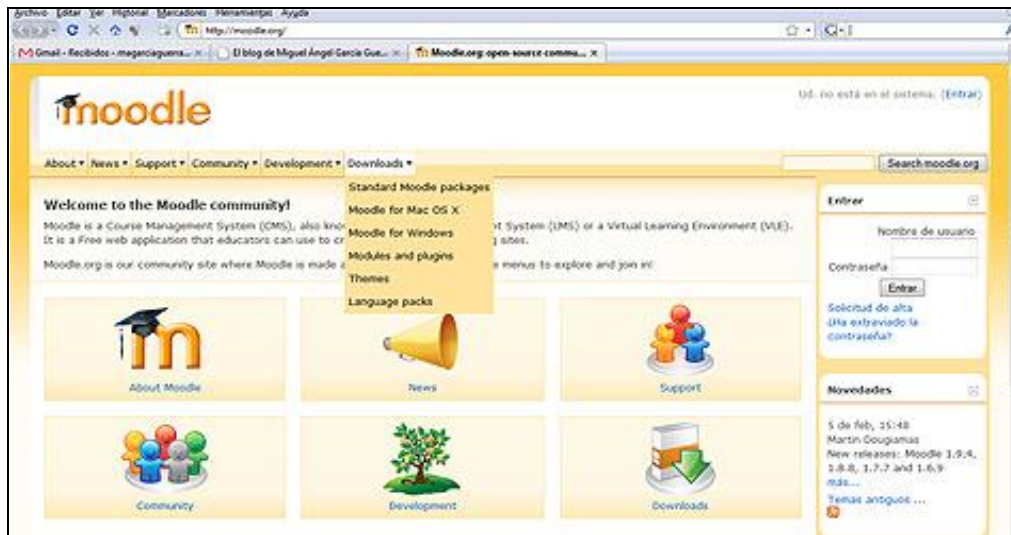 Archivo Editar Ver Historial Marcadores Herramientas Ayuda
http://moodle.org/
Gmail - Recibidos - megarciaguerra...
El blog de Miguel Ángel García Gue...
Moodle.org: open-source commu...
moodle
Ud. no está en el sistema. (Entrar)
About News Support Community Development Downloads
Search moodle.org
Standard Moodle packages
Moodle for Mac OS X
Moodle for Windows
Modules and plugins
Themes
Language packs
Welcome to the Moodle community!
Moodle is a Course Management System (CMS), also kno nt System (LMS) or a Virtual Learning Environment (VLE).
It is a Free web application that educators can use to cr g sites.
Moodle.org is our community site where Moodle is made a e menus to explore and join in!
About Moodle
News
Support
Community
Development
Downloads
Entrar
Nombre de usuario
Contraseña
Entrar
Solicitud de alta
¿Ha extraviado la
contraseña?
Novedades
5 de feb, 15:48
Martin Dougiamas
New releases: Moodle 1.9.4,
1.8.8, 1.7.7 and 1.6.9
más...
Temas antiguos ...